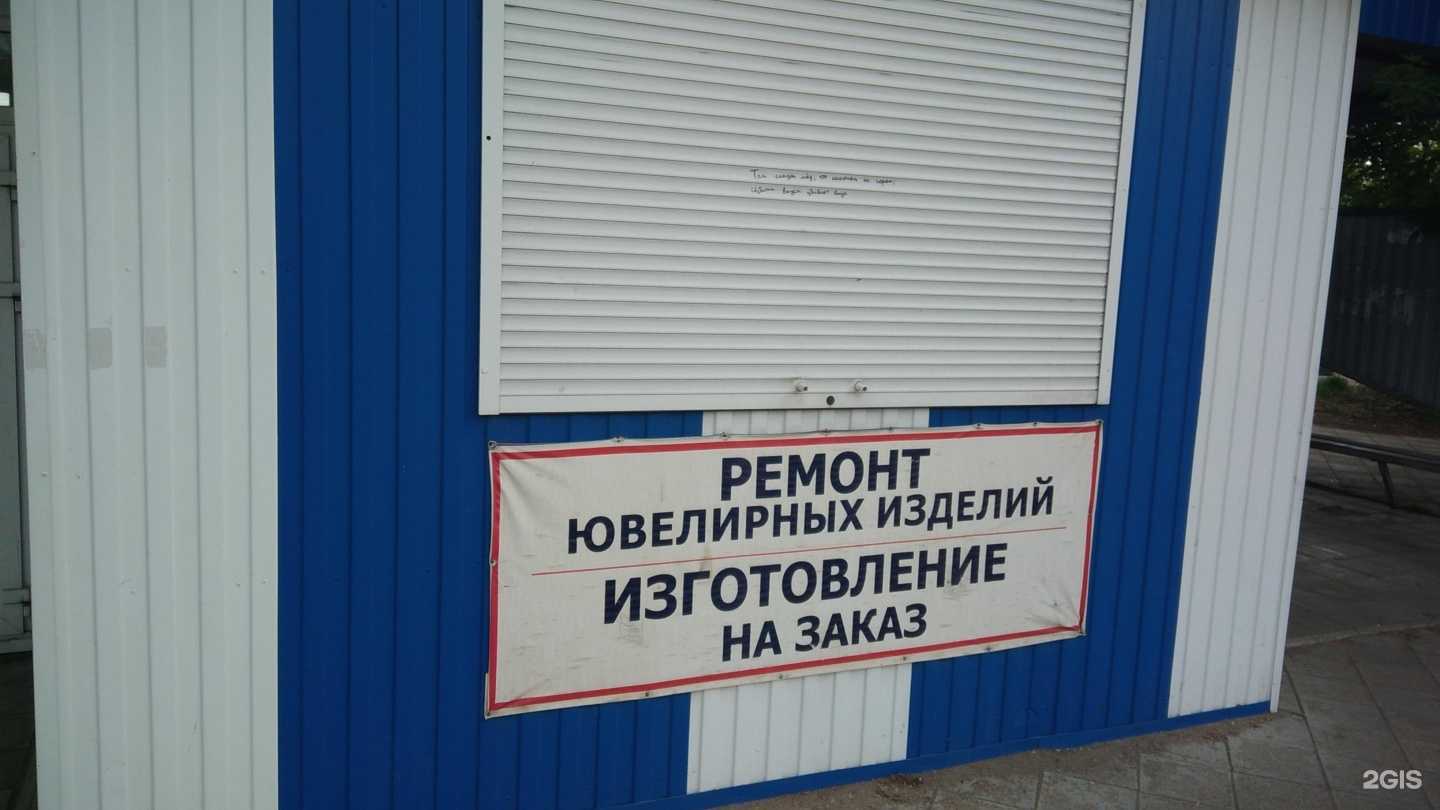 РЕМОНТ
ЮВЕЛИРНЫХ ИЗДЕЛИЙ
ИЗГОТОВЛЕНИЕ
НА ЗАКАЗ
2GIS